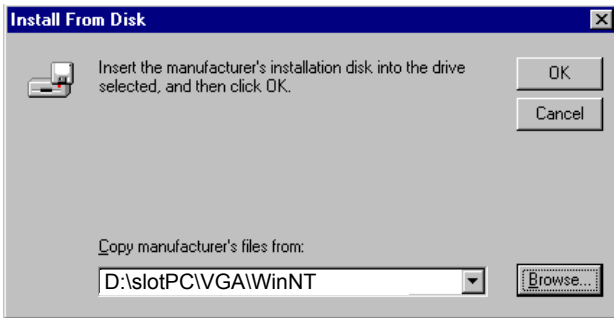 Install From Disk
Insert the manufacturer's installation disk into the drive
selected, and then click OK.
OK
Cancel
Copy manufacturer's files from:
D:\slotPC\VGA\WinNT
Browse...